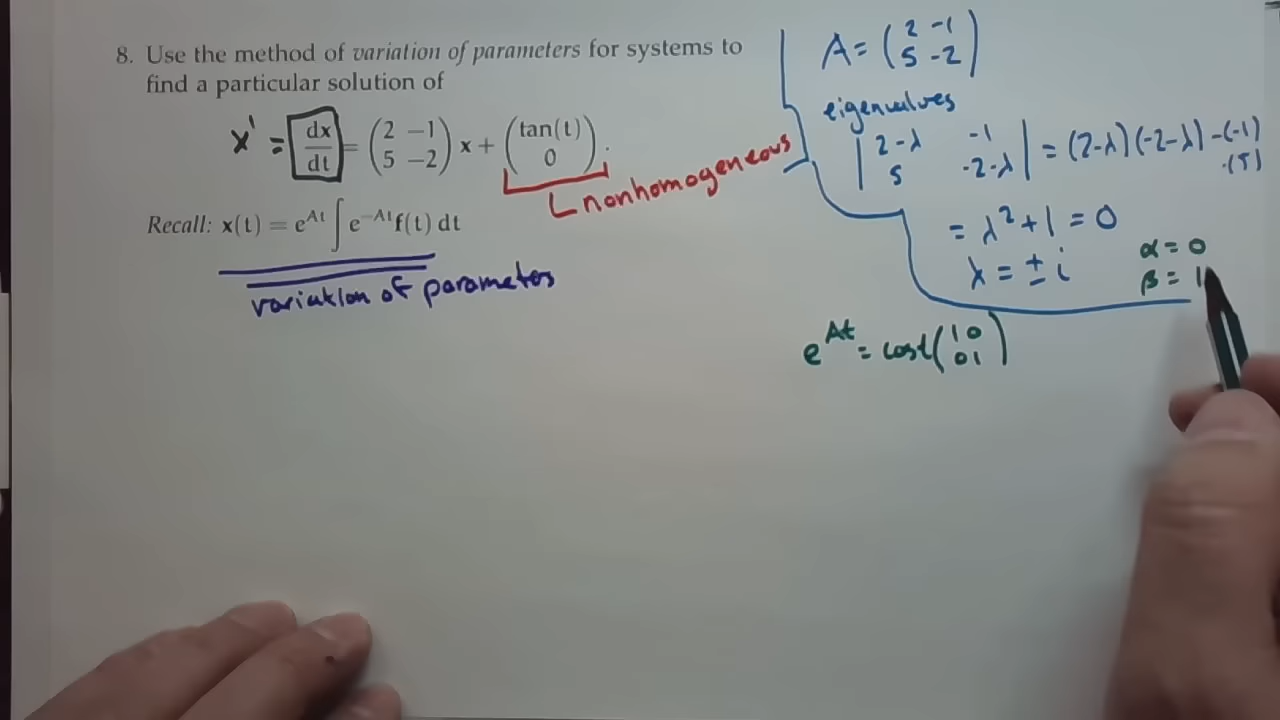 8. Use the method of variation of parameters for systems to
find a particular solution of
x' = dx/dt = (2 -1 5 -2) x + (tan(t) 0).
nonhomogeneous
Recall: x(t) = e^{At} ∫ e^{-At} f(t) dt
variation of parameters
A = (2 -1 5 -2)
eigenvalues
|2-λ -1 5 -2-λ| = (2-λ)(-2-λ) -(-1)·(5)
= λ² + 1 = 0
λ = ± i
α = 0
β = 1
e^{At} = cost (1 0 0 1)